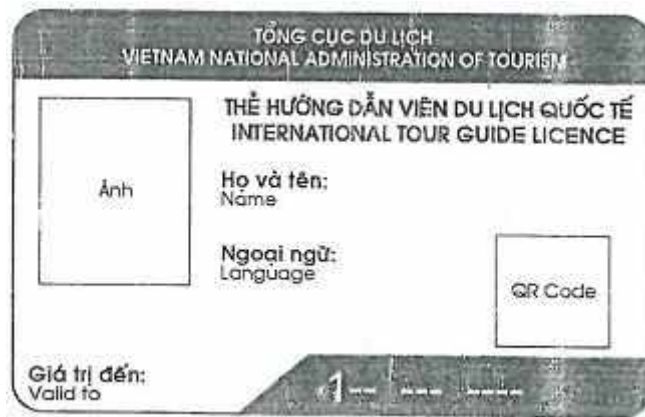 TỔNG CỤC DU LỊCH
VIETNAM NATIONAL ADMINISTRATION OF TOURISM
THẺ HƯỚNG DẪN VIÊN DU LỊCH QUỐC TẾ
INTERNATIONAL TOUR GUIDE LICENCE
Ảnh
Họ và tên:
Name
Ngoại ngữ:
Language
QR Code
Giá trị đến:
Valid to
1-- --- ----